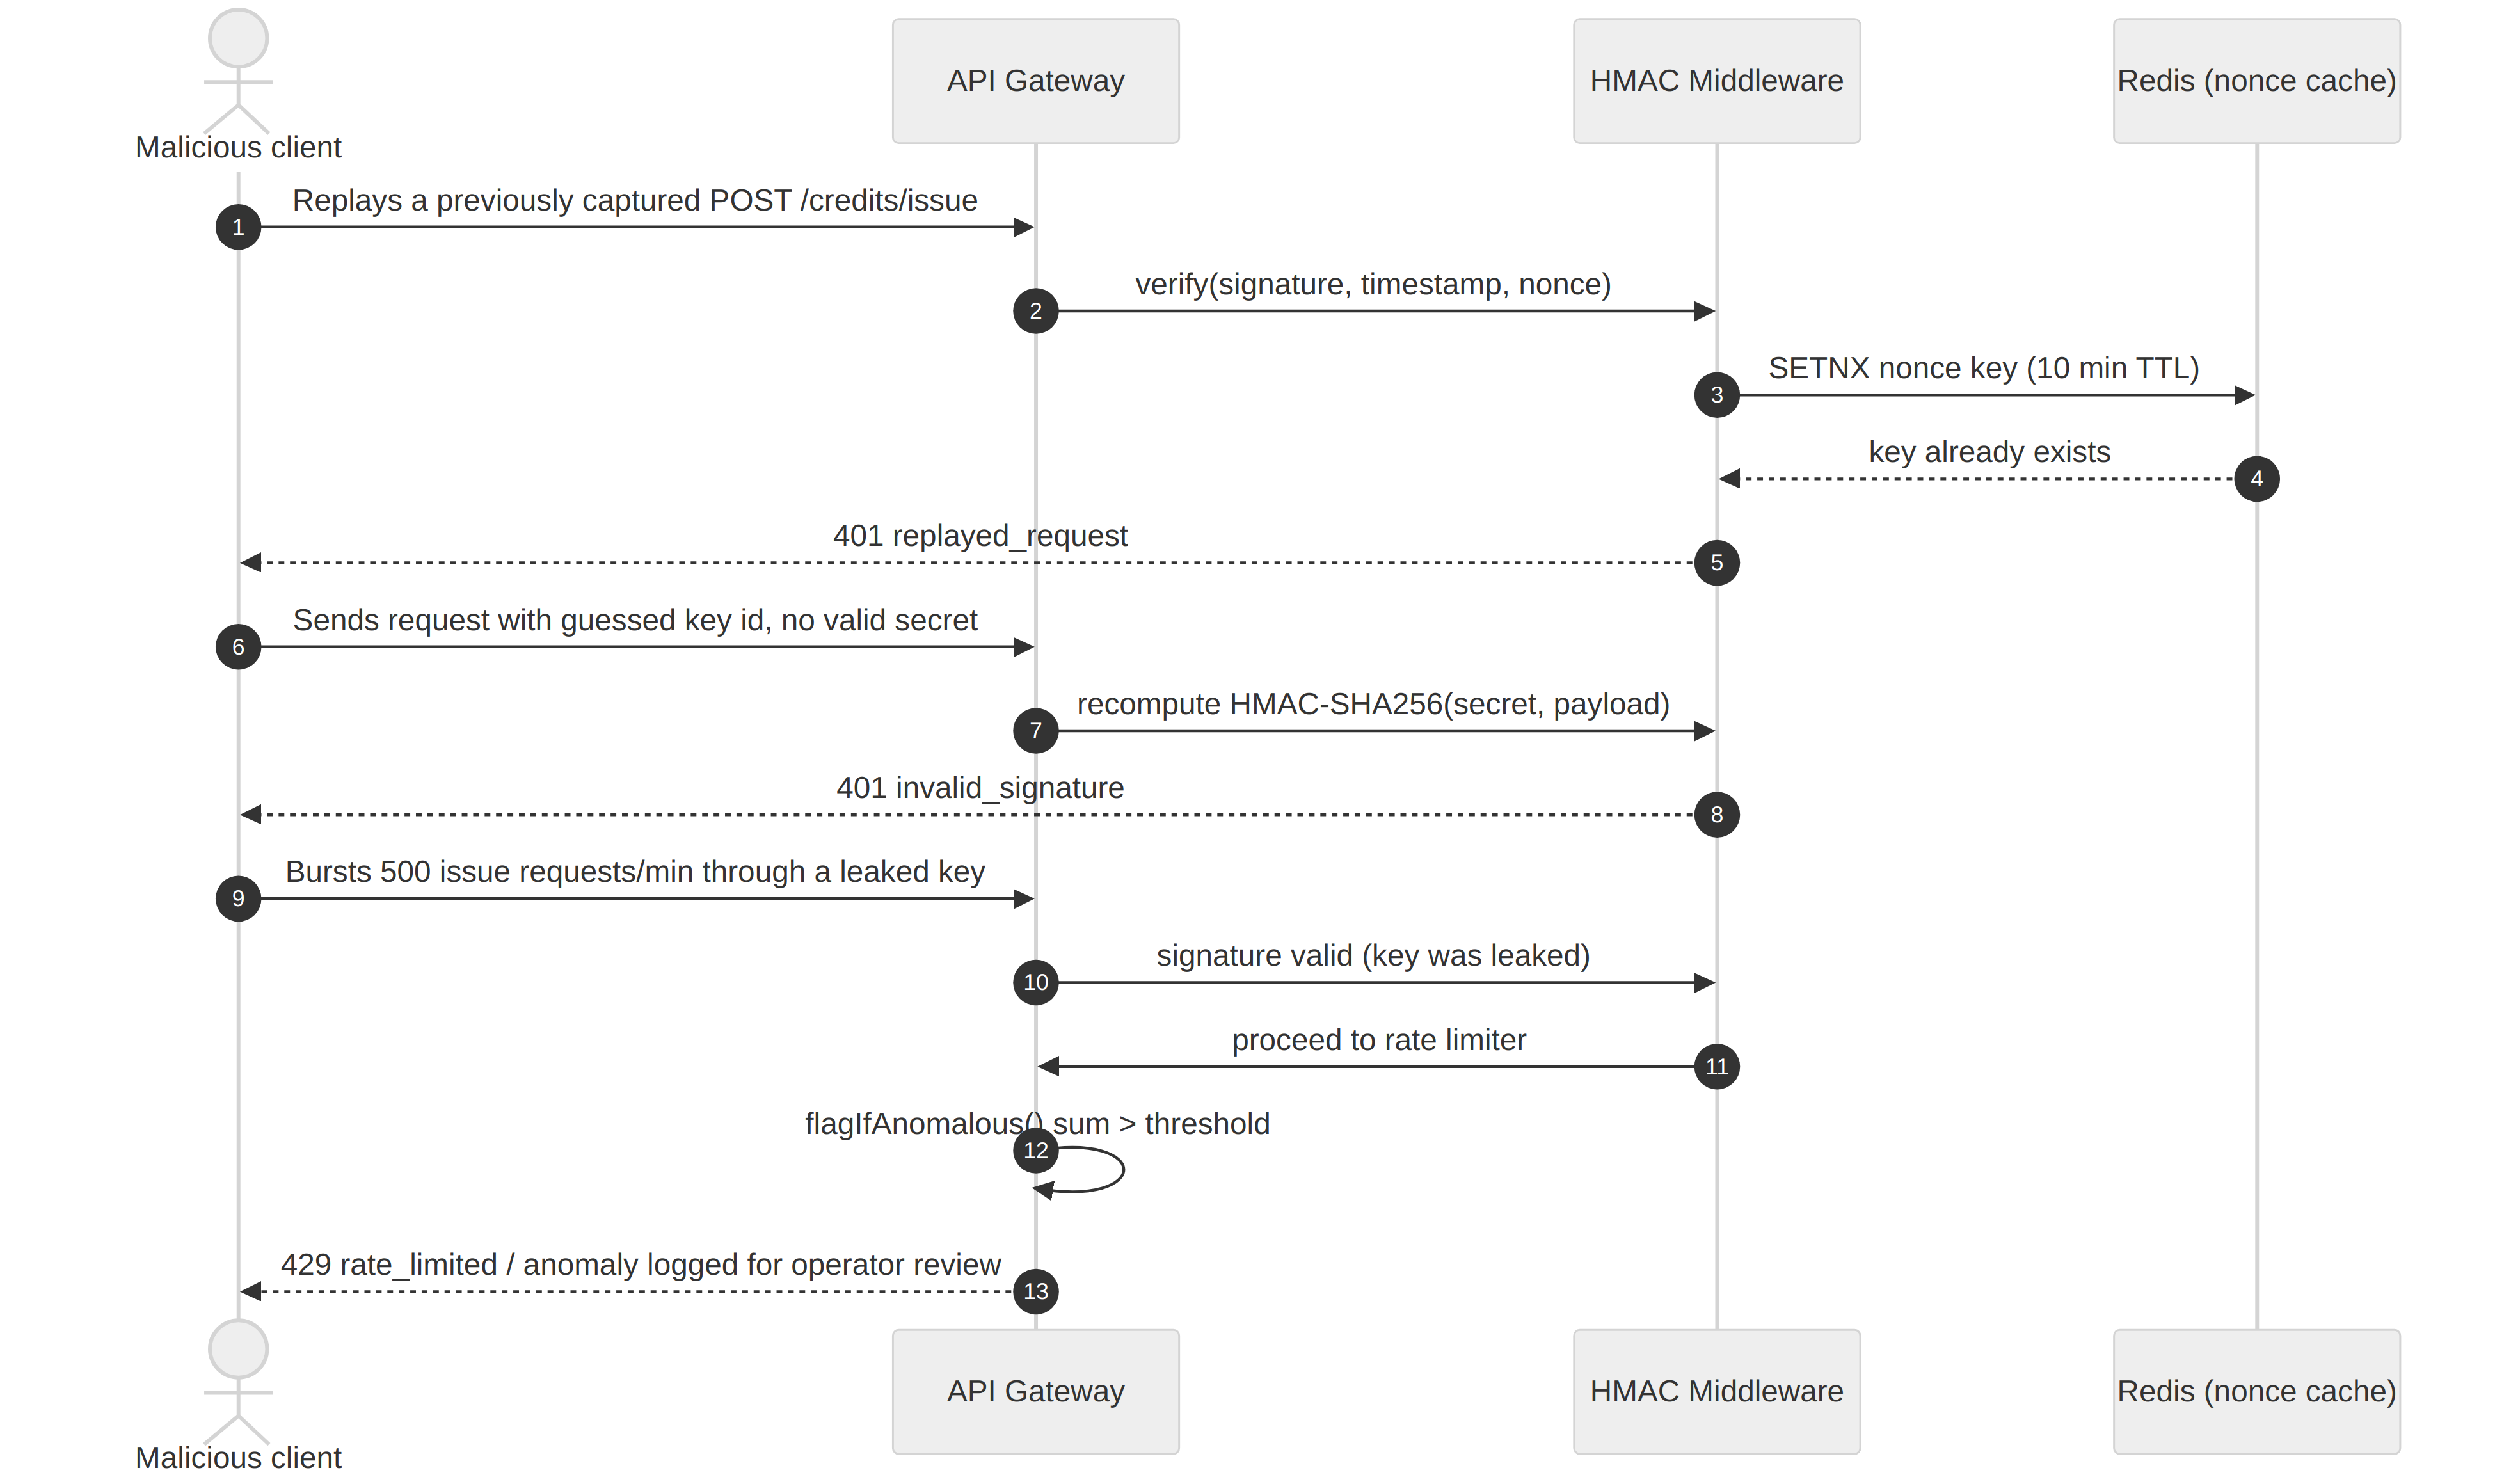 API Gateway
HMAC Middleware
Redis (nonce cache)
Malicious client
Replays a previously captured POST /credits/issue
1
verify(signature, timestamp, nonce)
2
SETNX nonce key (10 min TTL)
3
key already exists
4
401 replayed_request
5
Sends request with guessed key id, no valid secret
6
recompute HMAC-SHA256(secret, payload)
7
401 invalid_signature
8
Bursts 500 issue requests/min through a leaked key
9
signature valid (key was leaked)
10
proceed to rate limiter
11
flagIfAnomalous() sum > threshold
12
429 rate_limited / anomaly logged for operator review
13
API Gateway
HMAC Middleware
Redis (nonce cache)
Malicious client